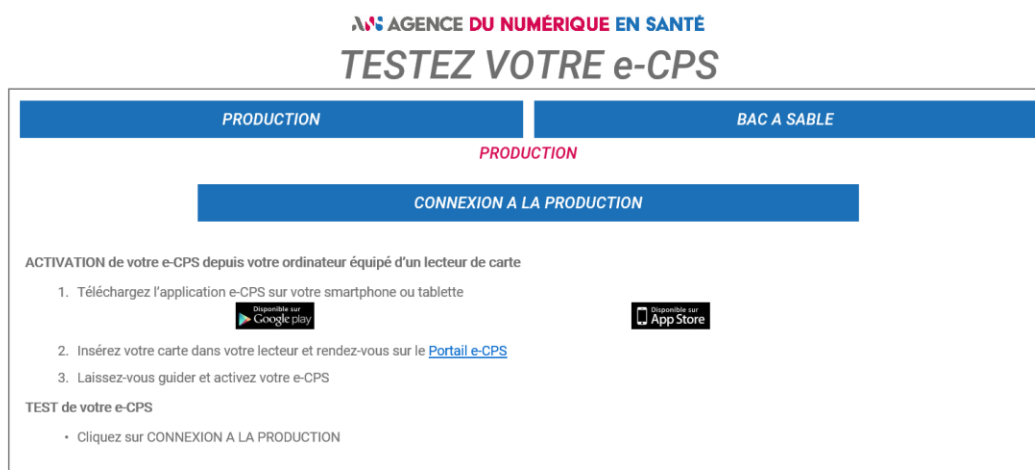 AGENCE DU NUMÉRIQUE EN SANTÉ
TESTEZ VOTRE e-CPS
PRODUCTION
BAC A SABLE
PRODUCTION
CONNEXION A LA PRODUCTION
ACTIVATION de votre e-CPS depuis votre ordinateur équipé d'un lecteur de carte
1. Téléchargez l'application e-CPS sur votre smartphone ou tablette
Disponible sur
Google play
Disponible sur
App Store
2. Insérez votre carte dans votre lecteur et rendez-vous sur le Portail e-CPS
3. Laissez-vous guider et activez votre e-CPS
TEST de votre e-CPS
• Cliquez sur CONNEXION A LA PRODUCTION